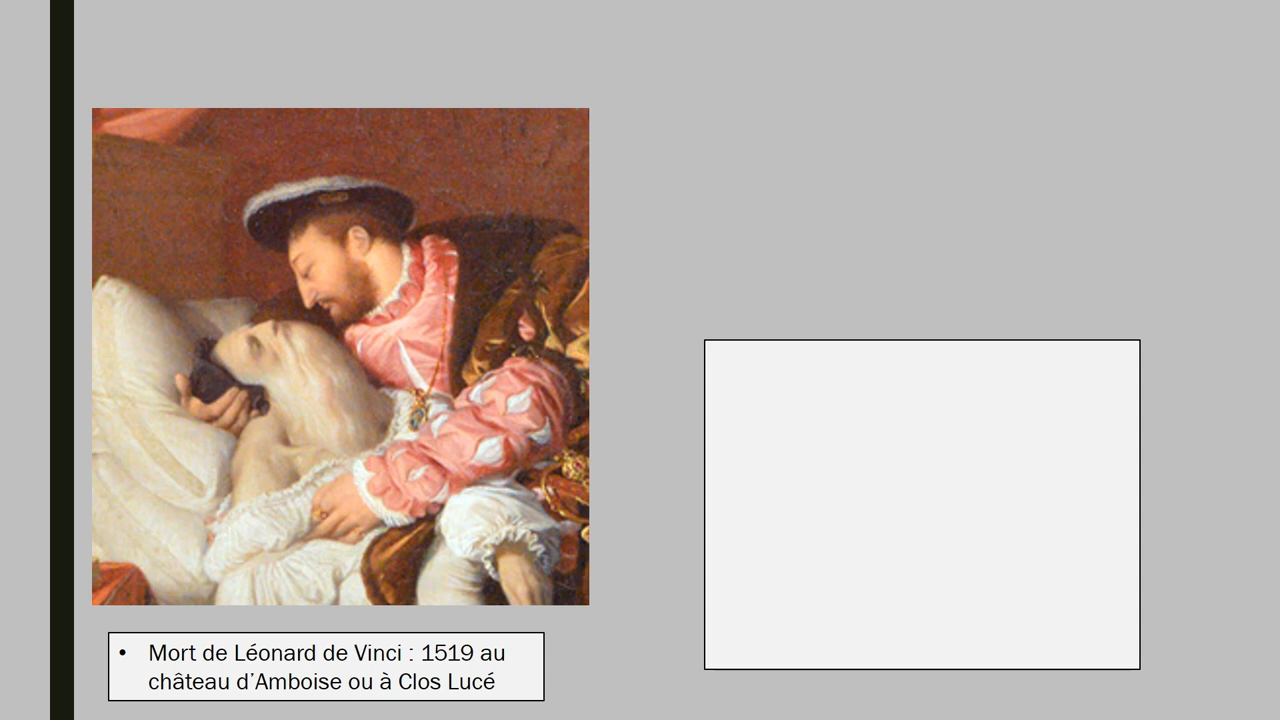 • Mort de Léonard de Vinci : 1519 au
château d’Amboise ou à Clos Lucé